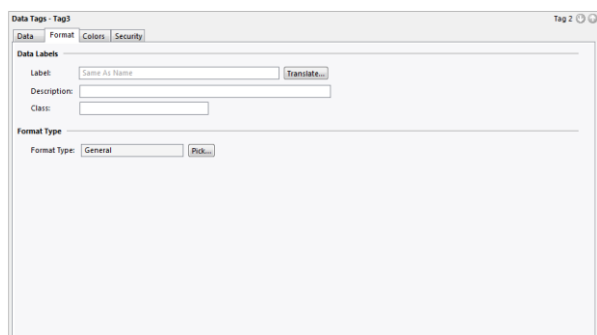 Data Tags - Tag3 Tag 2
Data Format Colors Security
Data Labels
Label: Same As Name Translate...
Description:
Class:
Format Type
Format Type: General Pick...